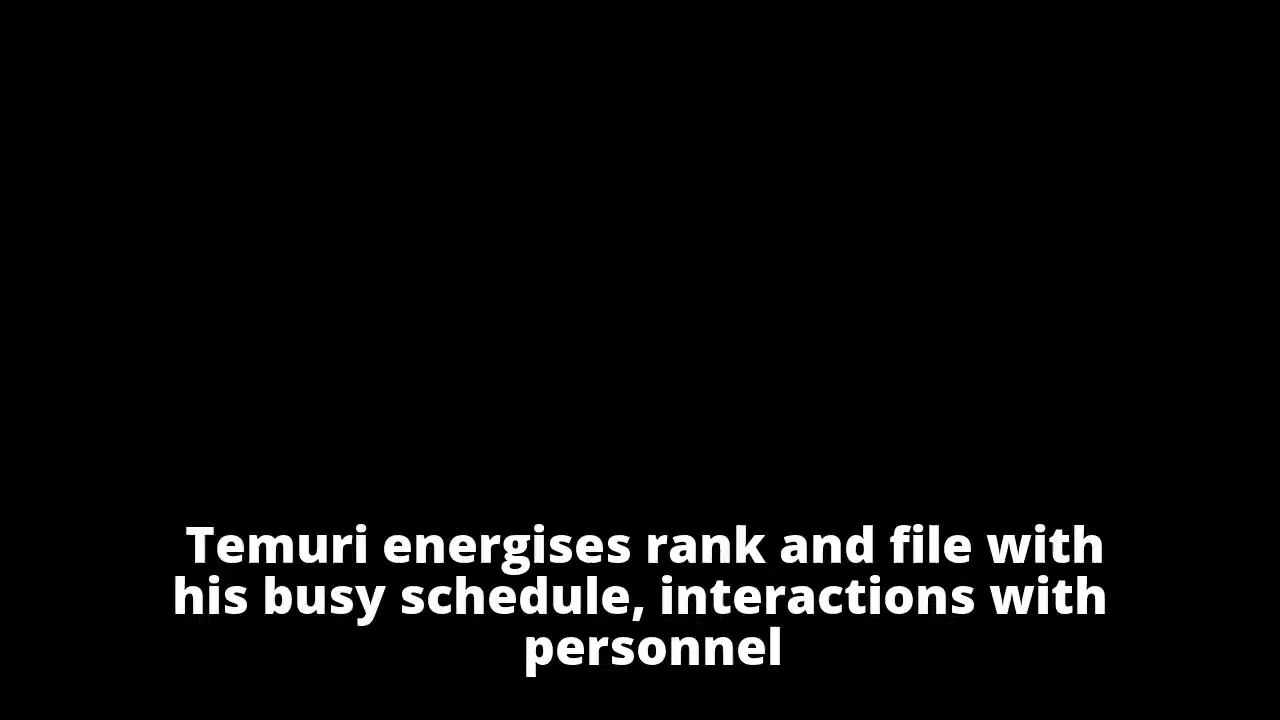 Temuri energises rank and file with
his busy schedule, interactions with
personnel